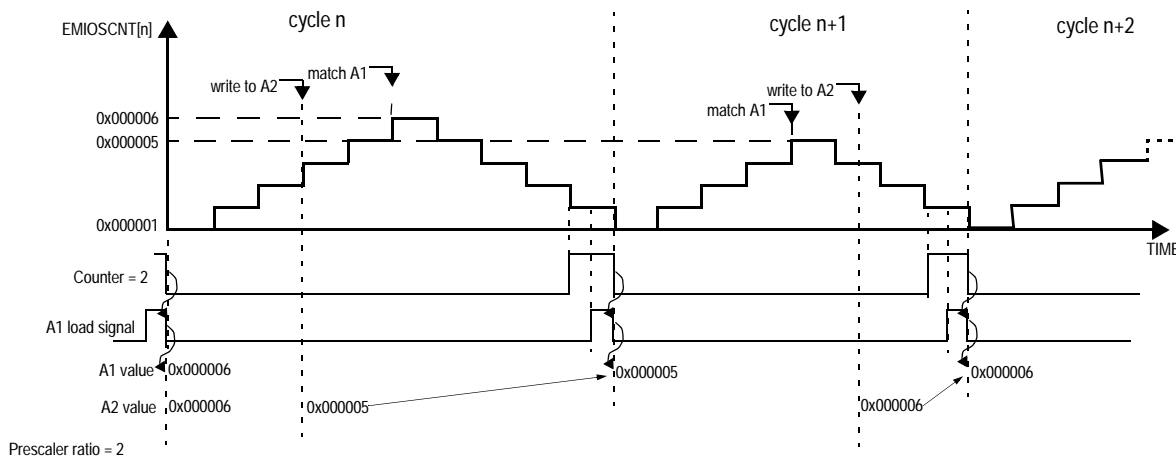 cycle n
cycle n+1
cycle n+2
EMIOSCNT[n]
write to A2
match A1
match A1
write to A2
0x000006
0x000005
0x000001
TIME
Counter = 2
A1 load signal
A1 value 0x000006 0x000005 0x000006
A2 value 0x000006 0x000005 0x000006
Prescaler ratio = 2